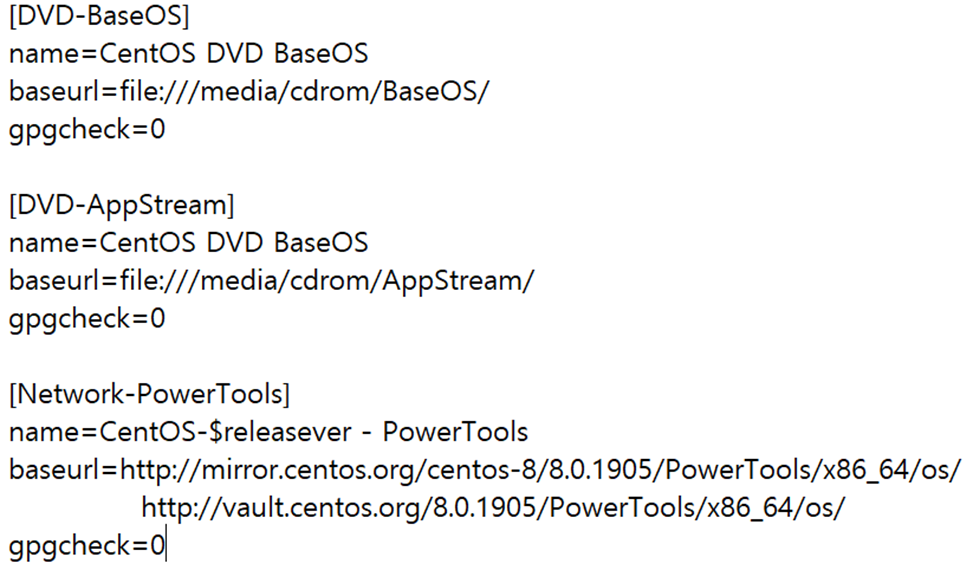 [DVD-BaseOS]
name=CentOS DVD BaseOS
baseurl=file:///media/cdrom/BaseOS/
gpgcheck=0

[DVD-AppStream]
name=CentOS DVD BaseOS
baseurl=file:///media/cdrom/AppStream/
gpgcheck=0

[Network-PowerTools]
name=CentOS-$releasever - PowerTools
baseurl=http://mirror.centos.org/centos-8/8.0.1905/PowerTools/x86_64/os/
http://vault.centos.org/8.0.1905/PowerTools/x86_64/os/
gpgcheck=0